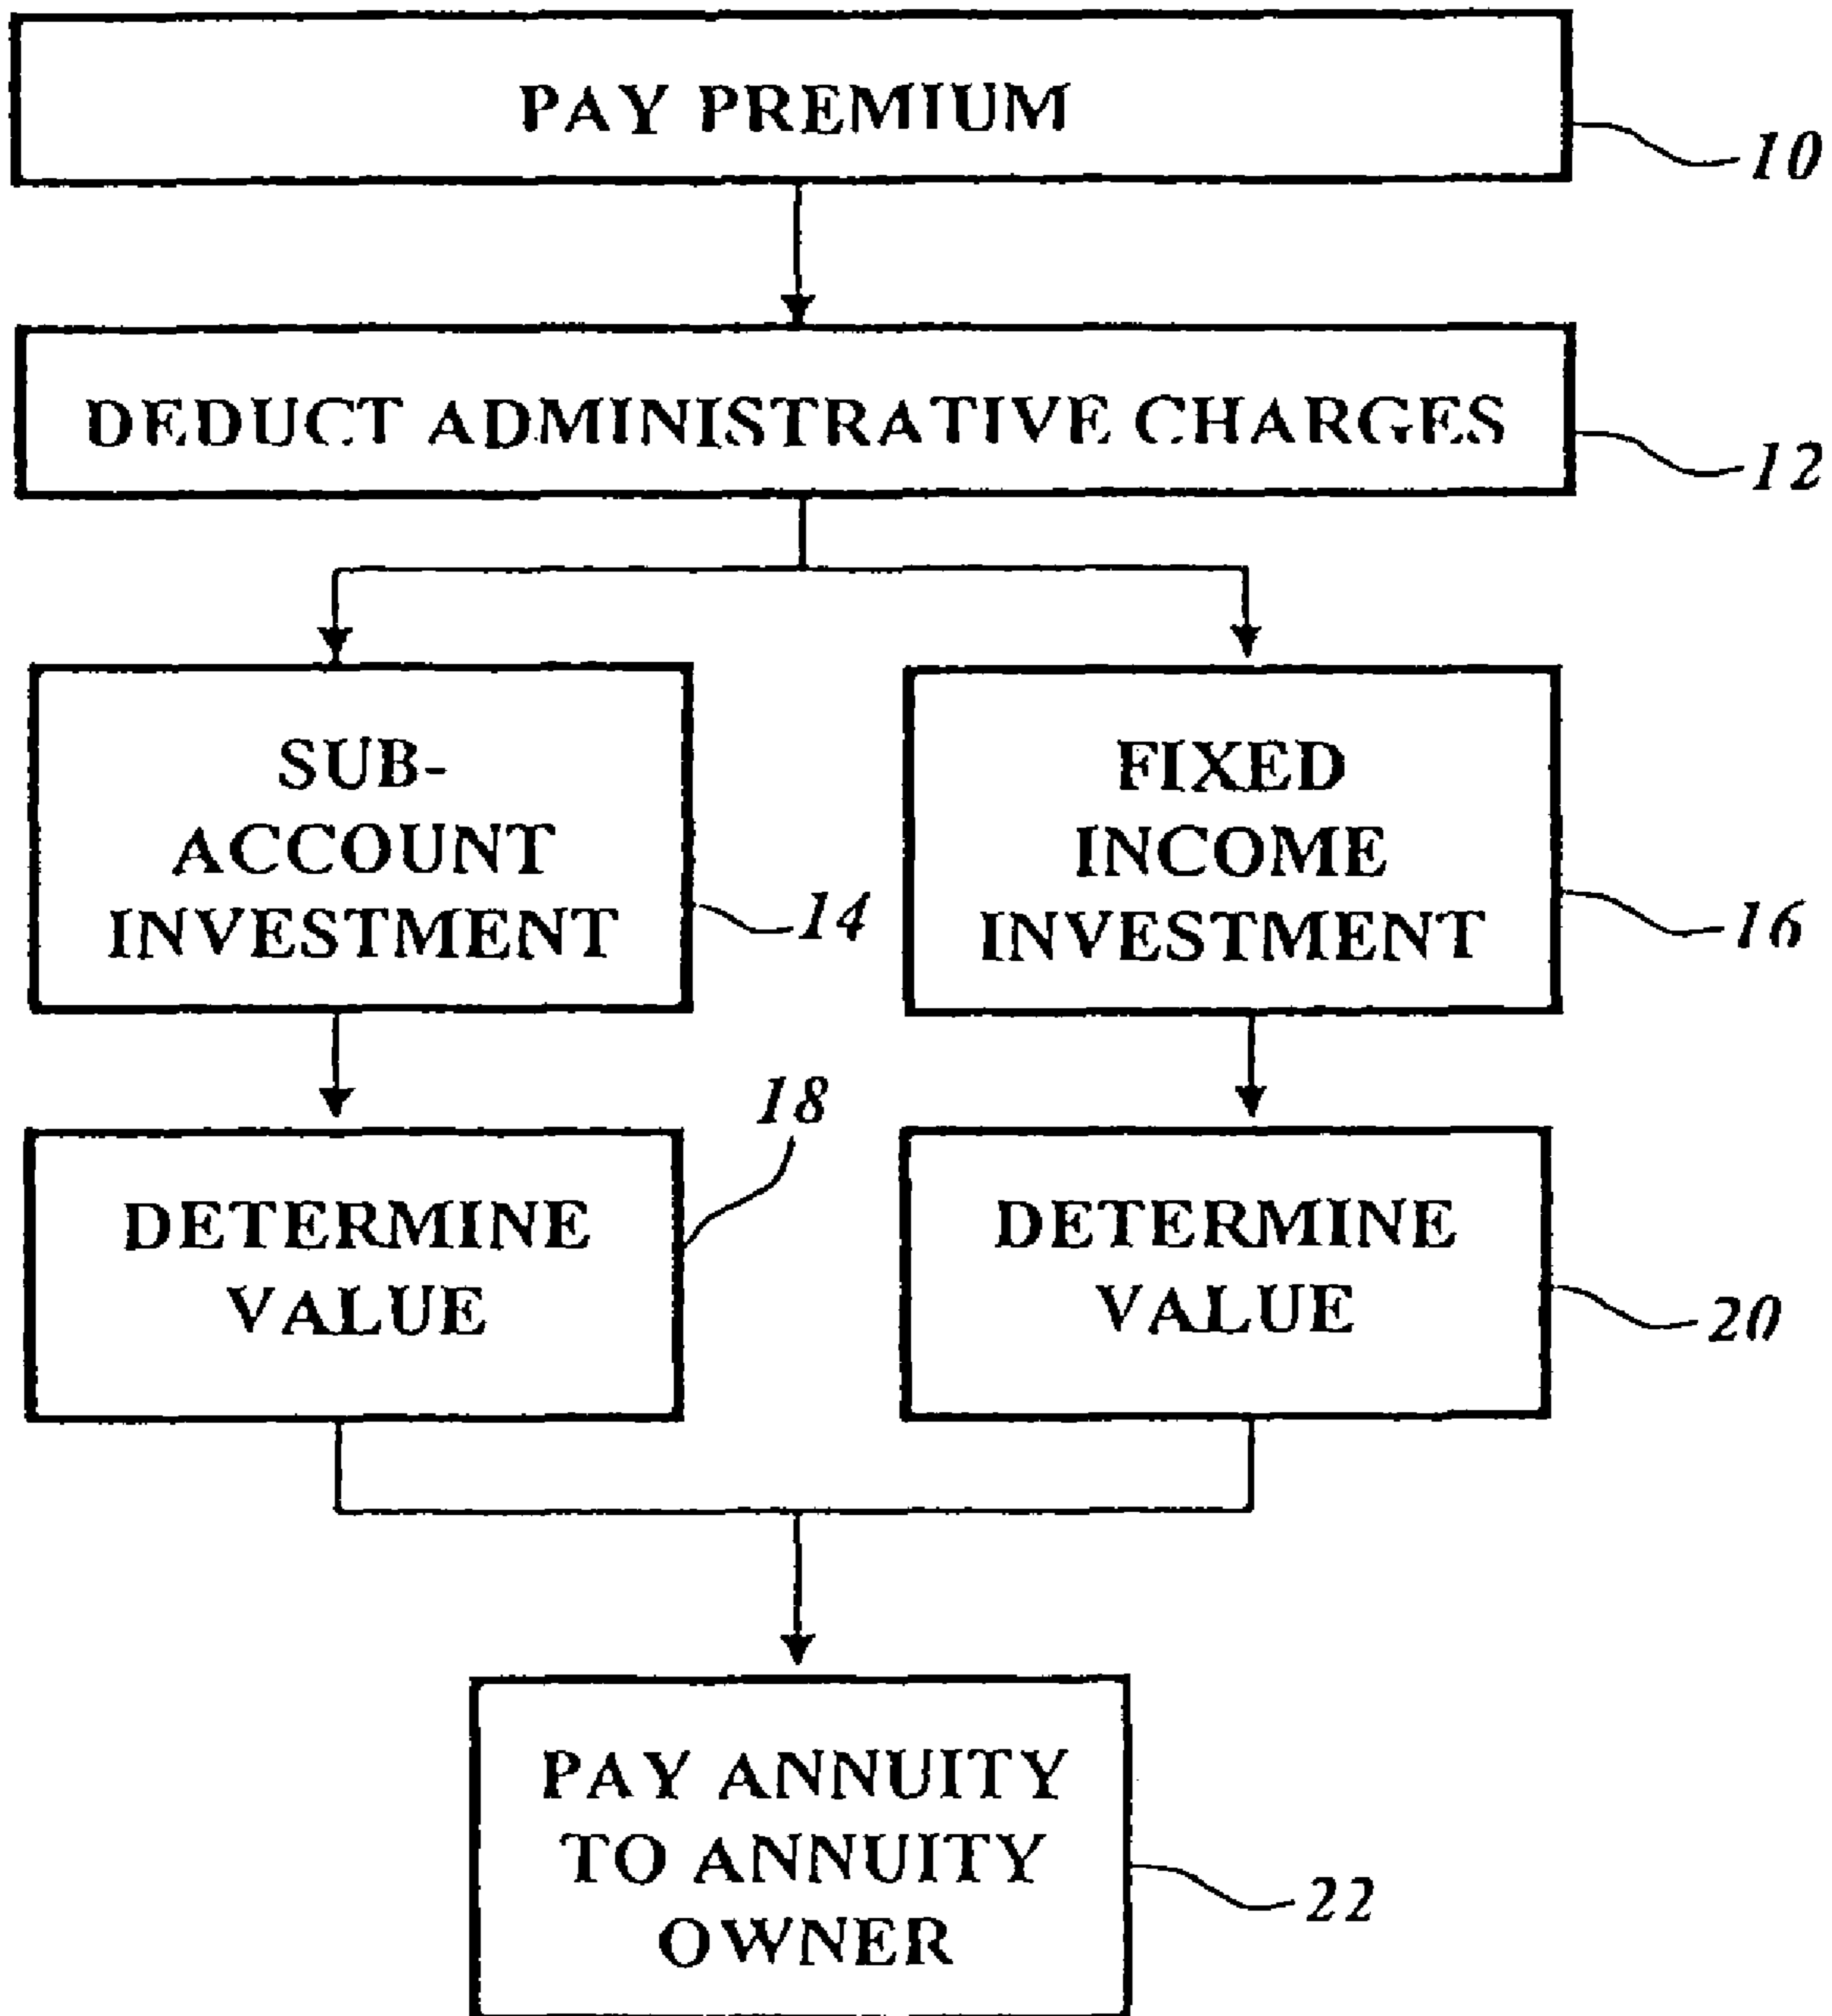 PAY PREMIUM
10
DEDUCT ADMINISTRATIVE CHARGES
12
SUB-
ACCOUNT
INVESTMENT
14
FIXED
INCOME
INVESTMENT
16
18
DETERMINE
VALUE
DETERMINE
VALUE
20
PAY ANNUITY
TO ANNUITY
OWNER
22